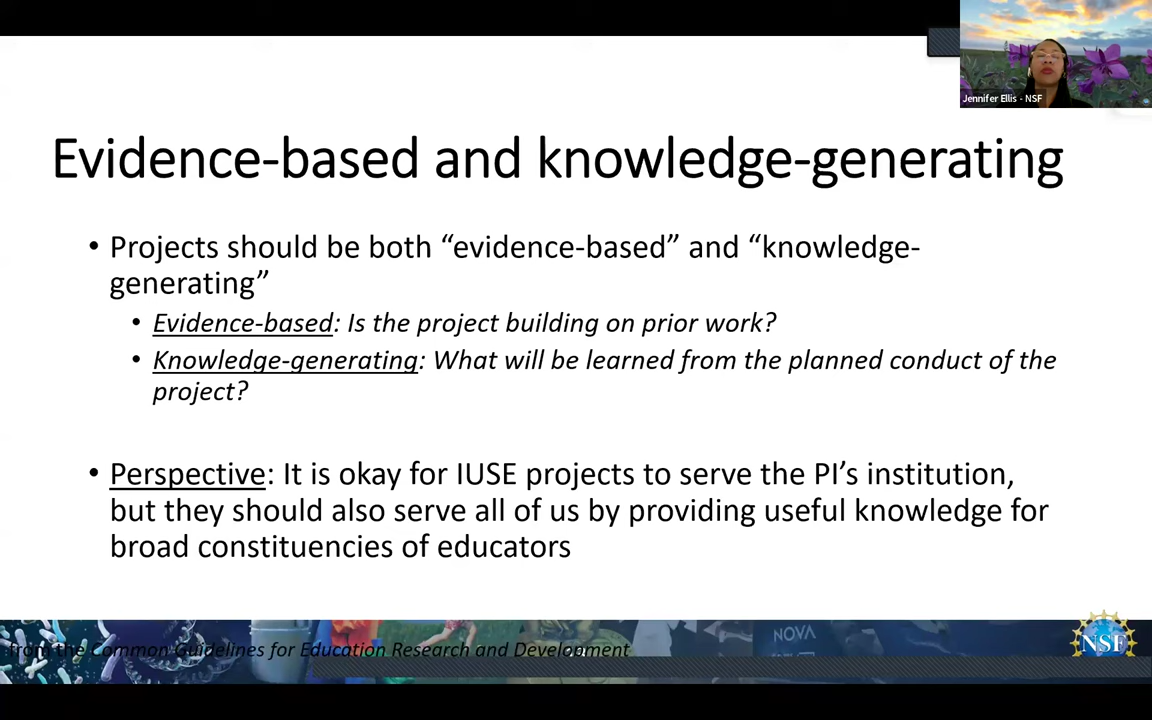 Jennifer Ellis - NSF
Evidence-based and knowledge-generating
• Projects should be both “evidence-based” and “knowledge-
generating”
• Evidence-based: Is the project building on prior work?
• Knowledge-generating: What will be learned from the planned conduct of the
project?
• Perspective: It is okay for IUSE projects to serve the PI’s institution,
but they should also serve all of us by providing useful knowledge for
broad constituencies of educators
NOVA
from the Common Guidelines for Education Research and Development
NSF